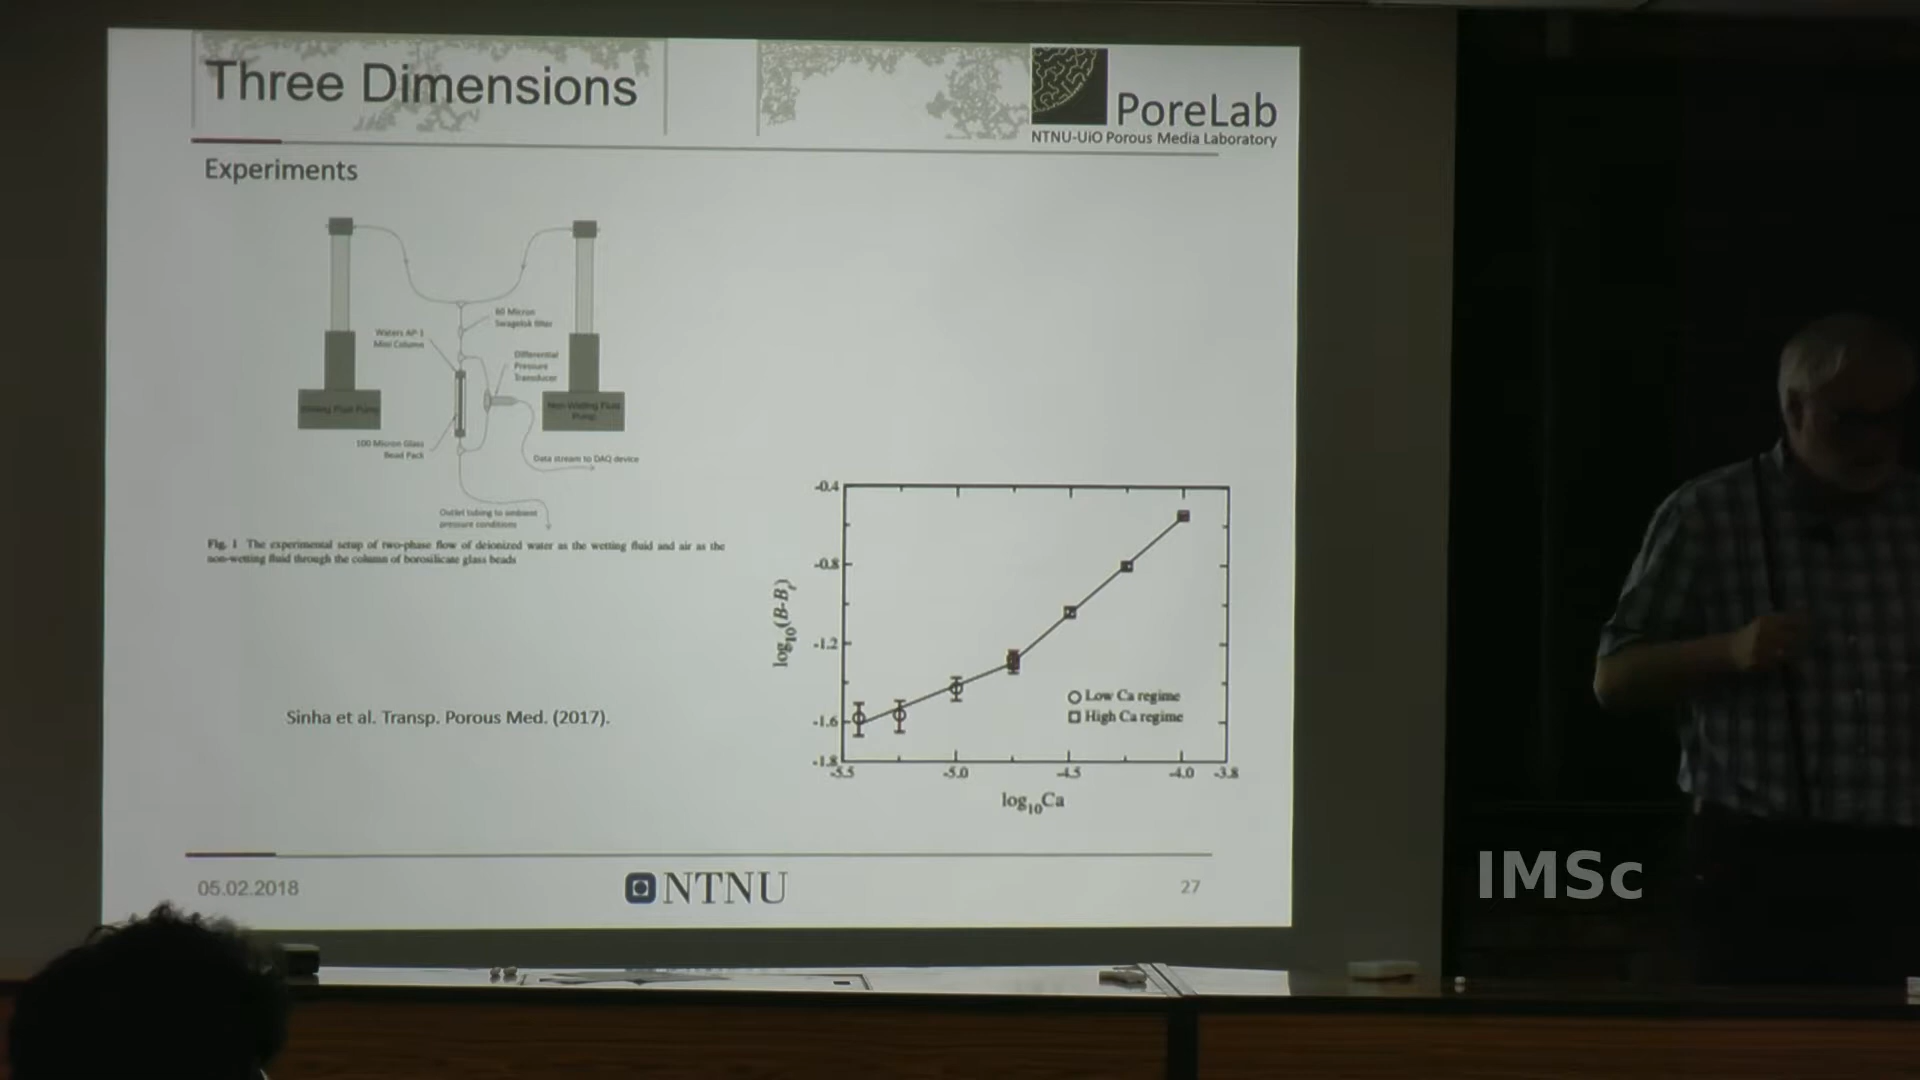 Three Dimensions
PoreLab
NTNU-UiO Porous Media Laboratory
Experiments
60 Micron
Swagelok filter
Waters AP-1
Mini Column
Differential
Pressure
Transducer
Wetting Fluid Pump
Non-Wetting Fluid
Pump
100 Micron Glass
Bead Pack
Data stream to DAQ device
Outlet tubing to ambient
pressure conditions
Fig. 1 The experimental setup of two-phase flow of deionized water as the wetting fluid and air as the
non-wetting fluid through the column of borosilicate glass beads
Sinha et al. Transp. Porous Med. (2017).
-0.4
-0.8
-1.2
-1.6
-1.8
log10(B-Bt)
Low Ca regime
High Ca regime
-5.5 -5.0 -4.5 -4.0 -3.8
log10Ca
05.02.2018
NTNU
27
IMSc